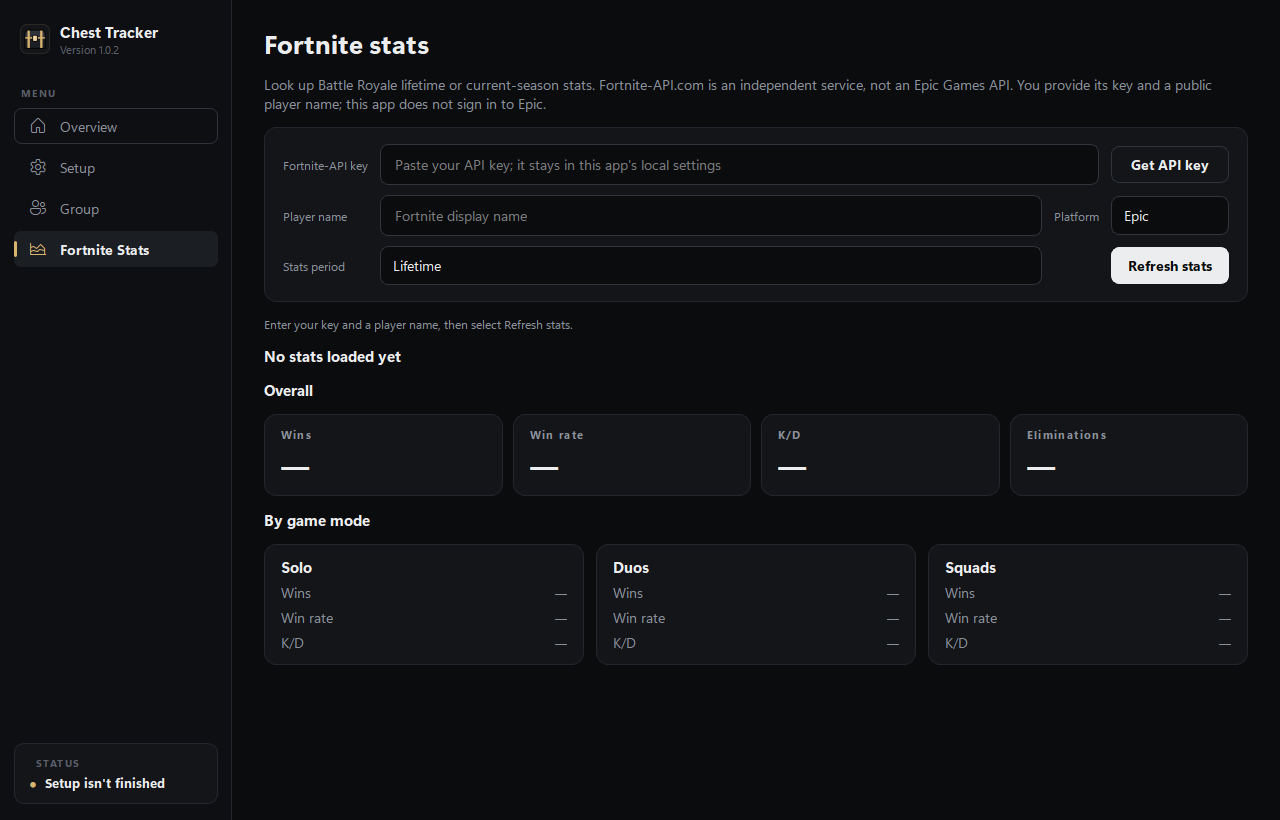 Chest Tracker
Version 1.0.2
MENU
Overview
Setup
Group
Fortnite Stats
STATUS
Setup isn't finished
Fortnite stats
Look up Battle Royale lifetime or current-season stats. Fortnite-API.com is an independent service, not an Epic Games API. You provide its key and a public
player name; this app does not sign in to Epic.
Fortnite-API key
Paste your API key; it stays in this app's local settings
Get API key
Player name
Fortnite display name
Platform
Epic
Stats period
Lifetime
Refresh stats
Enter your key and a player name, then select Refresh stats.
No stats loaded yet
Overall
Wins
—
Win rate
—
K/D
—
Eliminations
—
By game mode
Solo
Wins —
Win rate —
K/D —
Duos
Wins —
Win rate —
K/D —
Squads
Wins —
Win rate —
K/D —